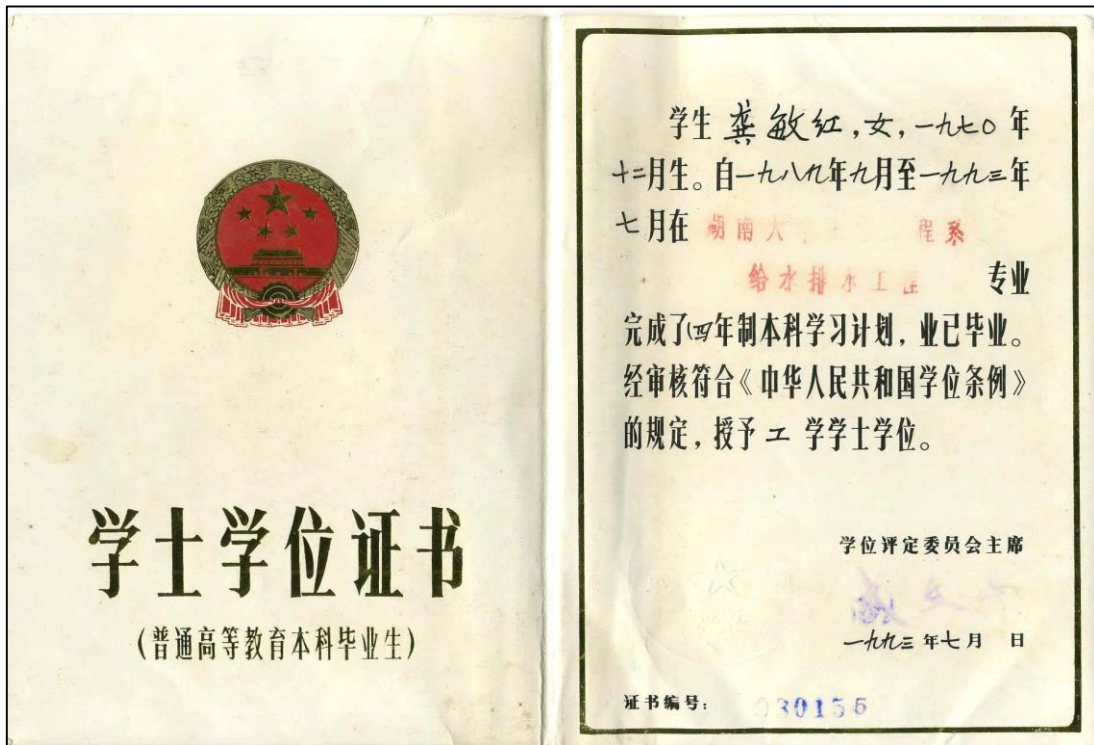 学士学位证书
(普通高等教育本科毕业生)
学生 龚敏红,女,一九七〇年
十二月生。自一九八九年九月至一九九三年
七月在 湖南大 程系
给水排水工程 专业
完成了四年制本科学习计划,业已毕业。
经审核符合《中华人民共和国学位条例》
的规定,授予 工 学学士学位。
学位评定委员会主席
一九九三 年七月 日
证书编号: 930156